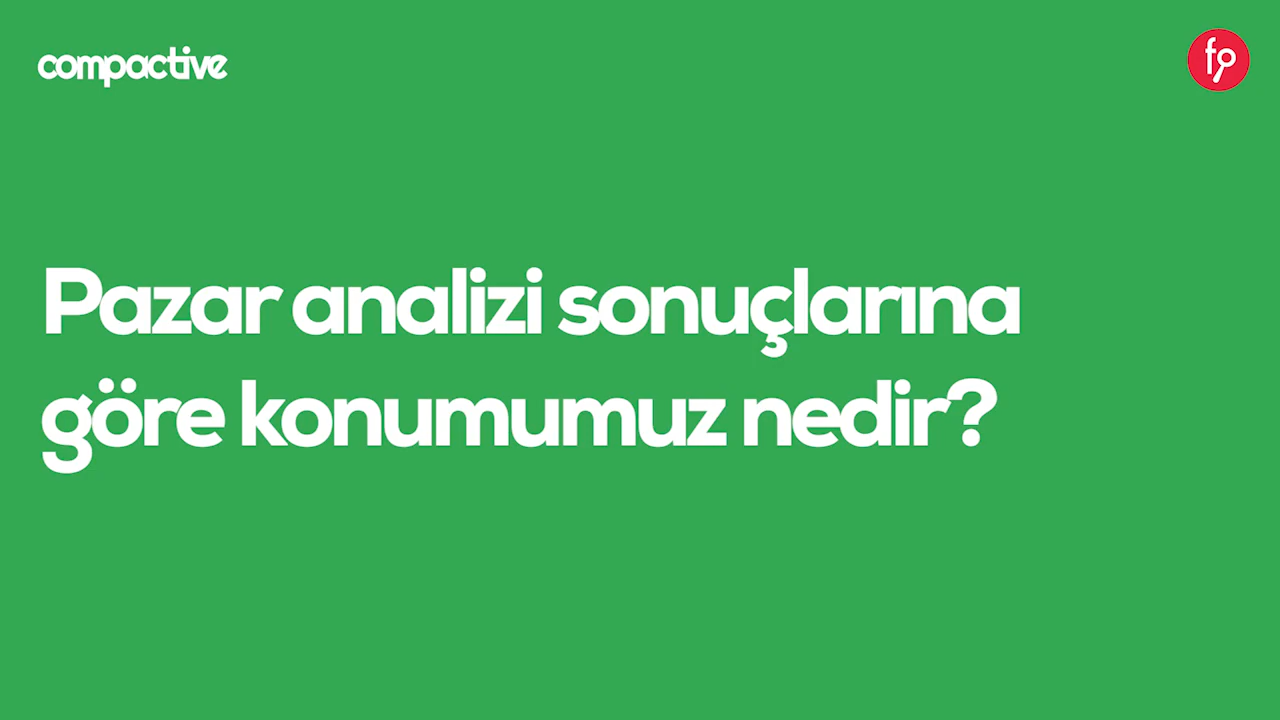 compactive
fp
Pazar analizi sonuçlarına
göre konumumuz nedir?